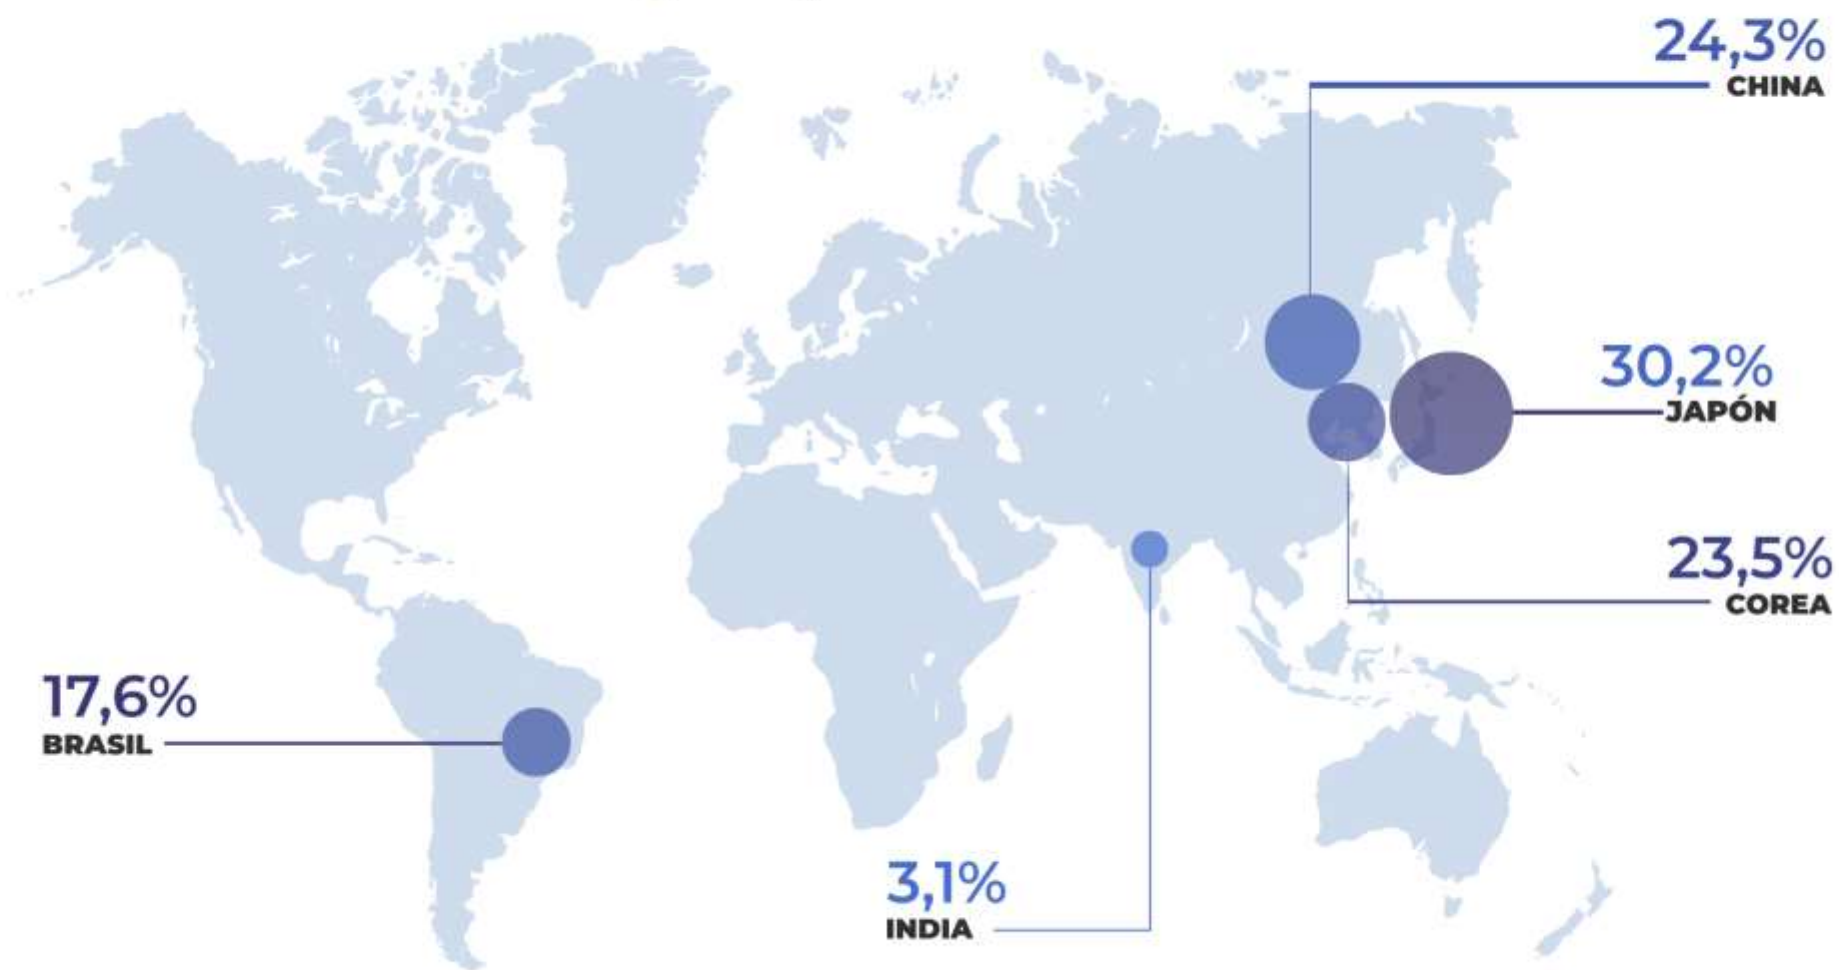 24,3%
CHINA
30,2%
JAPÓN
23,5%
COREA
17,6%
BRASIL
3,1%
INDIA